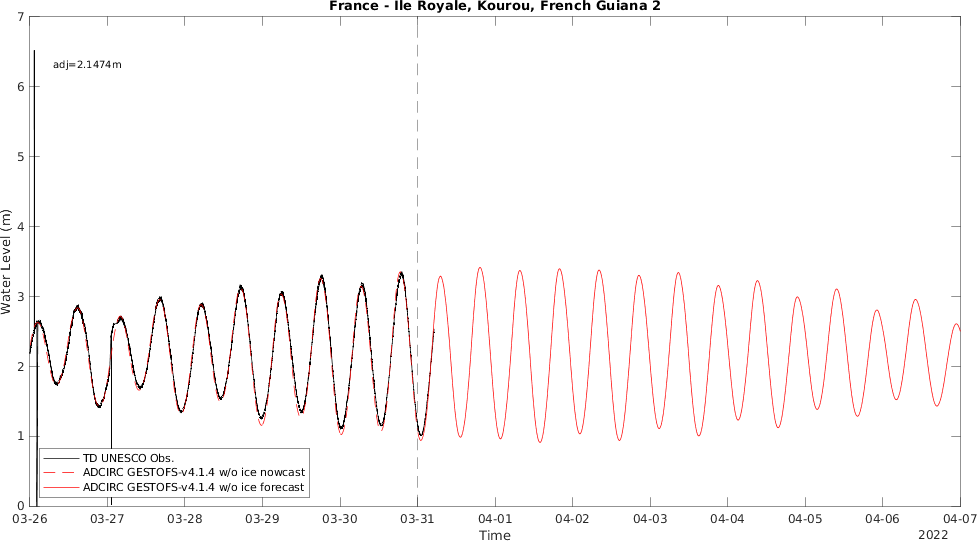 France - Ile Royale, Kourou, French Guiana 2
7
adj=2.1474m
6
5
4
3
2
1
0
Water Level (m)
TD UNESCO Obs.
ADCIRC GESTOFS-v4.1.4 w/o ice nowcast
ADCIRC GESTOFS-v4.1.4 w/o ice forecast
03-26 03-27 03-28 03-29 03-30 03-31 04-01 04-02 04-03 04-04 04-05 04-06 04-07
Time
2022